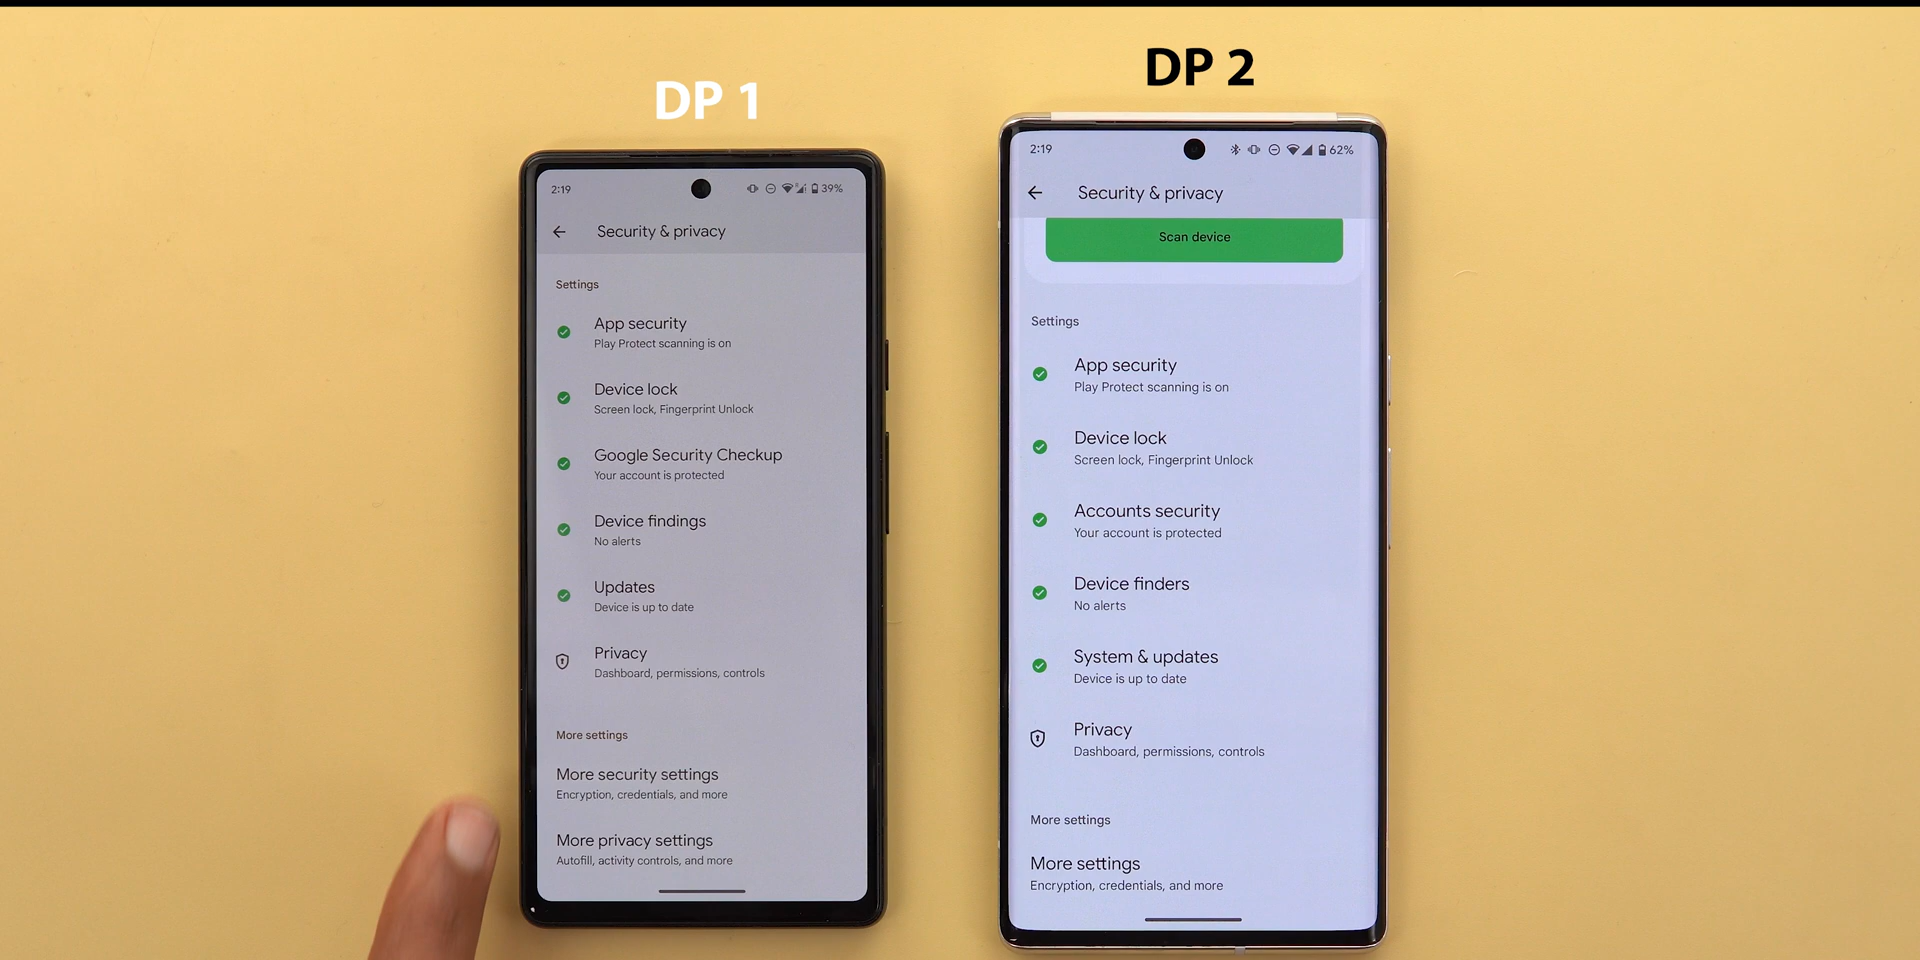 DP 1
2:19
39%
Security & privacy
Settings
App security
Play Protect scanning is on
Device lock
Screen lock, Fingerprint Unlock
Google Security Checkup
Your account is protected
Device findings
No alerts
Updates
Device is up to date
Privacy
Dashboard, permissions, controls
More settings
More security settings
Encryption, credentials, and more
More privacy settings
Autofill, activity controls, and more
DP 2
2:19
62%
Security & privacy
Scan device
Settings
App security
Play Protect scanning is on
Device lock
Screen lock, Fingerprint Unlock
Accounts security
Your account is protected
Device finders
No alerts
System & updates
Device is up to date
Privacy
Dashboard, permissions, controls
More settings
More settings
Encryption, credentials, and more